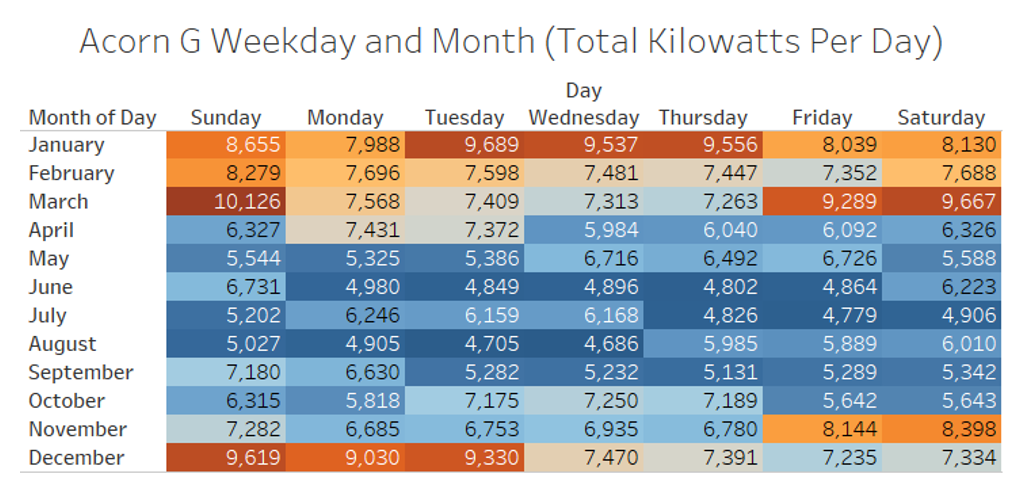 Acorn G Weekday and Month (Total Kilowatts Per Day)
Day
Month of Day Sunday Monday Tuesday Wednesday Thursday Friday Saturday
January 8,655 7,988 9,689 9,537 9,556 8,039 8,130
February 8,279 7,696 7,598 7,481 7,447 7,352 7,688
March 10,126 7,568 7,409 7,313 7,263 9,289 9,667
April 6,327 7,431 7,372 5,984 6,040 6,092 6,326
May 5,544 5,325 5,386 6,716 6,492 6,726 5,588
June 6,731 4,980 4,849 4,896 4,802 4,864 6,223
July 5,202 6,246 6,159 6,168 4,826 4,779 4,906
August 5,027 4,905 4,705 4,686 5,985 5,889 6,010
September 7,180 6,630 5,282 5,232 5,131 5,289 5,342
October 6,315 5,818 7,175 7,250 7,189 5,642 5,643
November 7,282 6,685 6,753 6,935 6,780 8,144 8,398
December 9,619 9,030 9,330 7,470 7,391 7,235 7,334